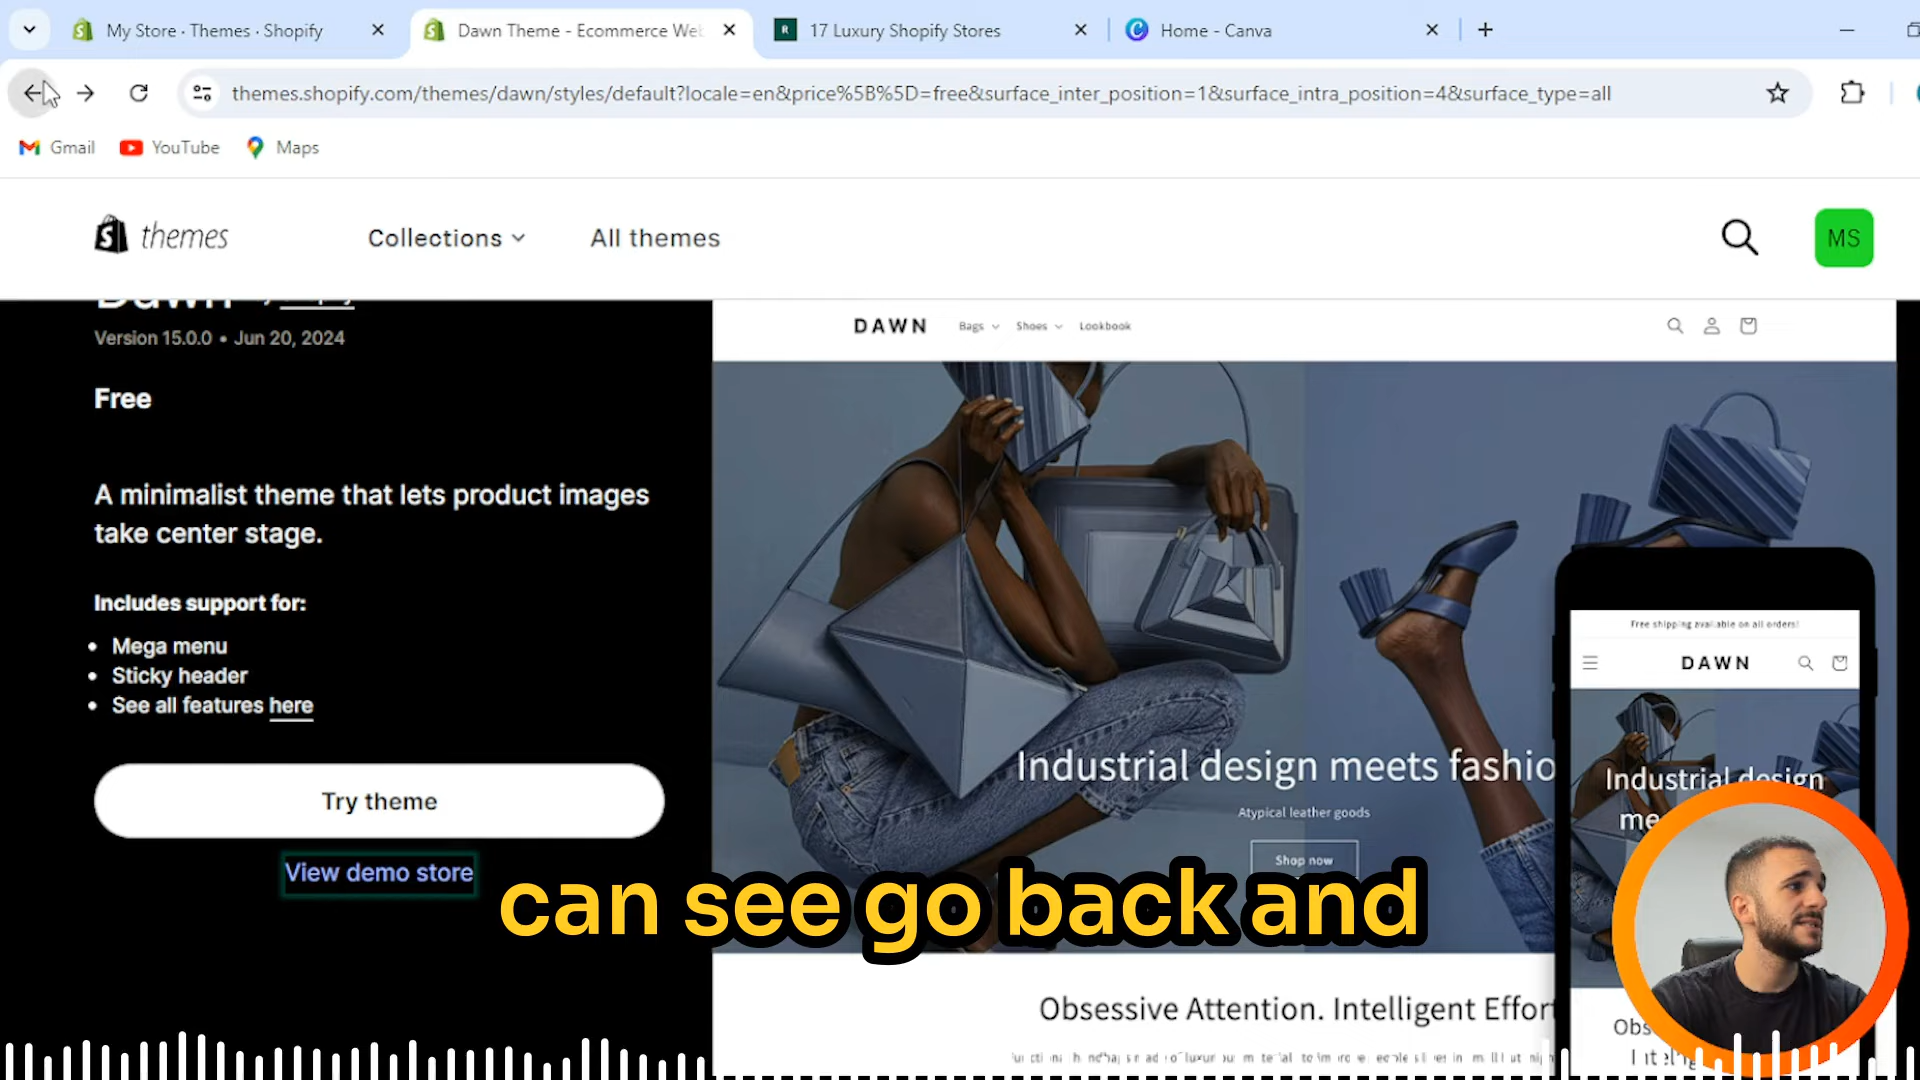 My Store · Themes · Shopify
Dawn Theme - Ecommerce Web
R
17 Luxury Shopify Stores
Home - Canva
themes.shopify.com/themes/dawn/styles/default?locale=en&price%5B%5D=free&surface_inter_position=1&surface_intra_position=4&surface_type=all
Gmail
YouTube
Maps
themes
Collections
All themes
MS
Version 15.0.0 • Jun 20, 2024
Free
A minimalist theme that lets product images
take center stage.
Includes support for:
• Mega menu
• Sticky header
• See all features here
Try theme
View demo store
DAWN
Bags
Shoes
Lookbook
Industrial design meets fashio
Atypical leather goods
Shop now
Obsessive Attention. Intelligent Effort
Free shipping available on all orders!
DAWN
Industrial design
me
Obs
can see go back and